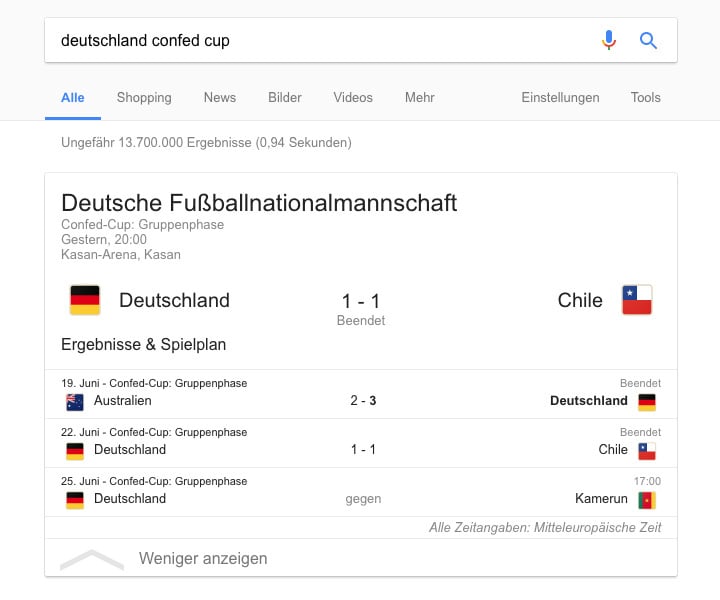 deutschland confed cup
Alle Shopping News Bilder Videos Mehr Einstellungen Tools
Ungefähr 13.700.000 Ergebnisse (0,94 Sekunden)
Deutsche Fußballnationalmannschaft
Confed-Cup: Gruppenphase
Gestern, 20:00
Kasan-Arena, Kasan
Deutschland 1 - 1 Chile
Beendet
Ergebnisse & Spielplan
19. Juni - Confed-Cup: Gruppenphase Beendet
Australien 2 - 3 Deutschland
22. Juni - Confed-Cup: Gruppenphase Beendet
Deutschland 1 - 1 Chile
25. Juni - Confed-Cup: Gruppenphase 17:00
Deutschland gegen Kamerun
Alle Zeitangaben: Mitteleuropäische Zeit
Weniger anzeigen